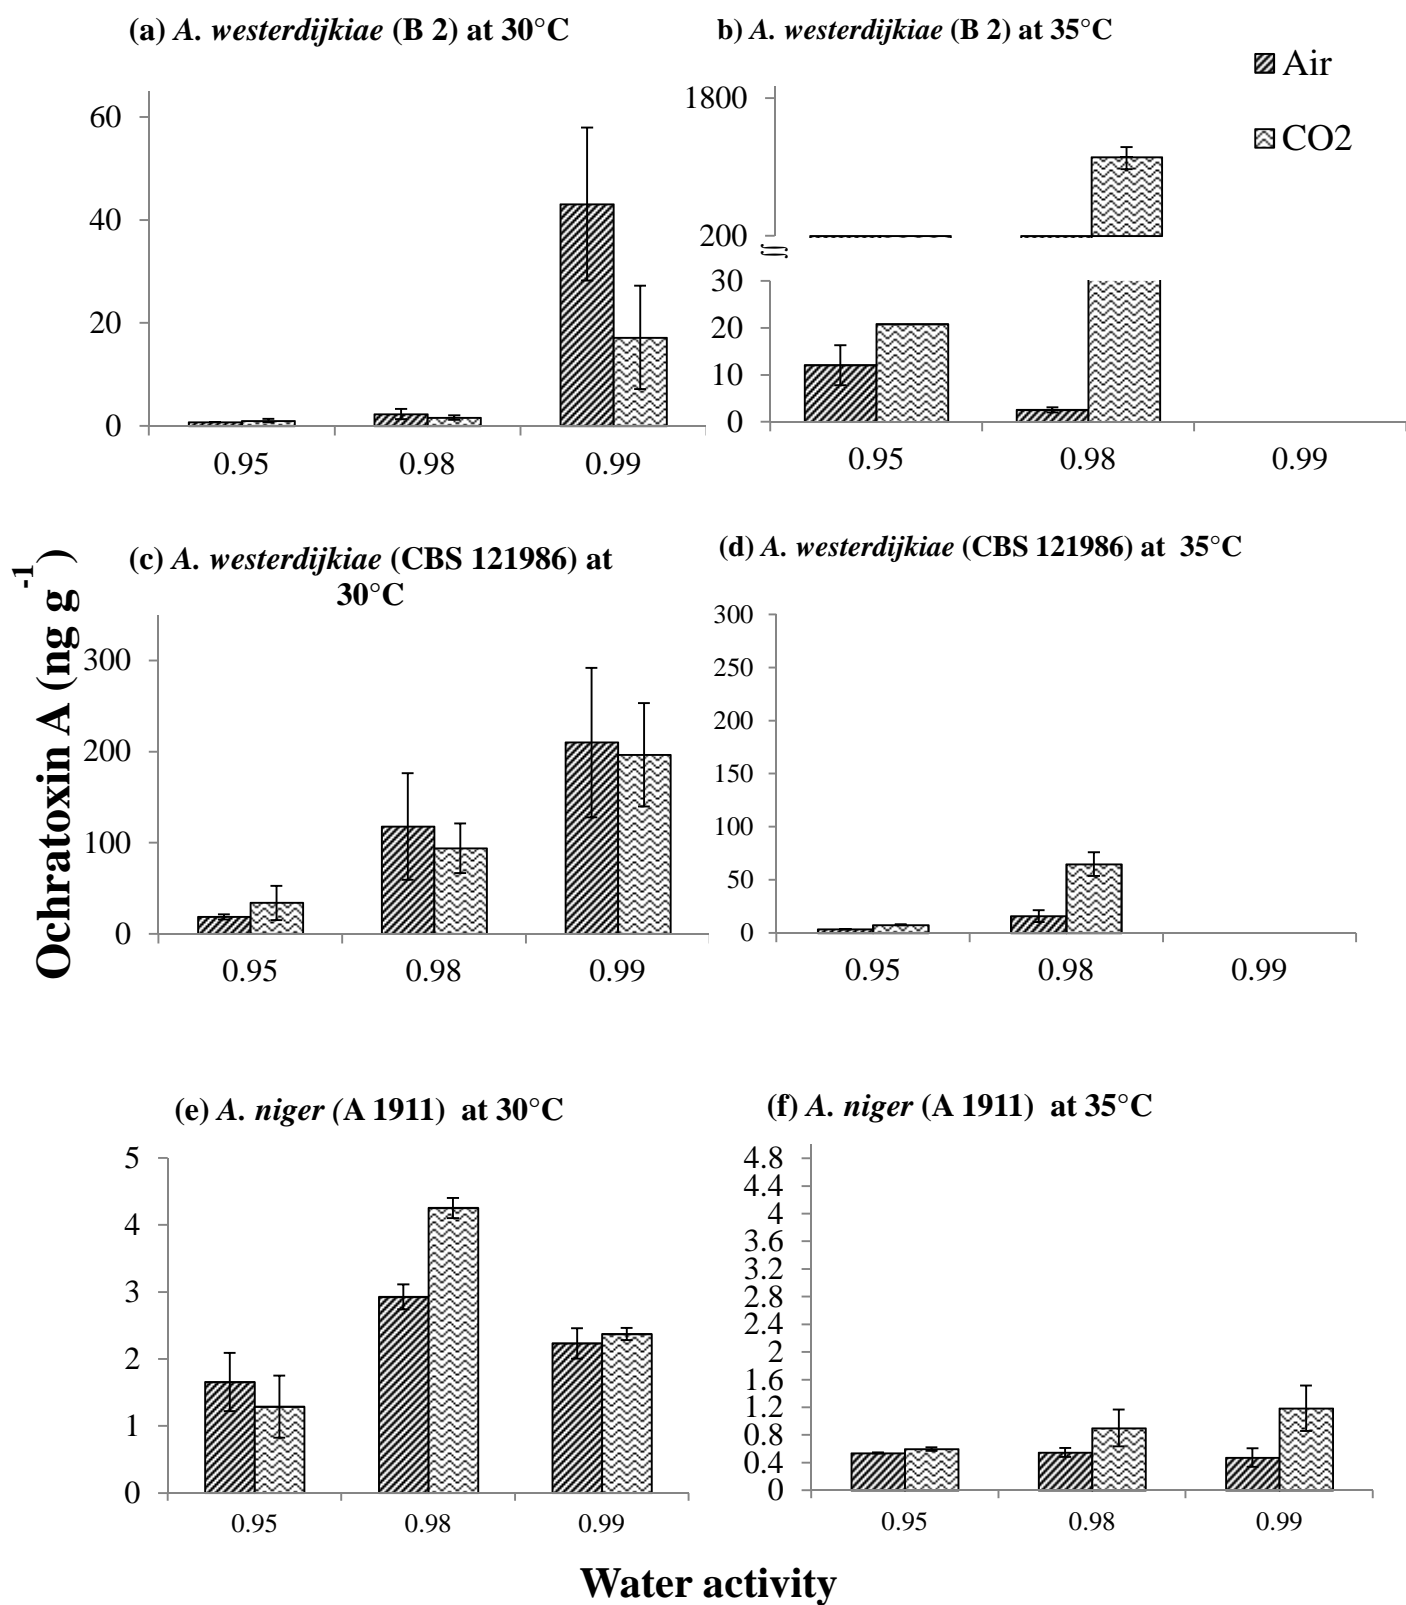 (a) A. westerdijkiae (B 2) at 30°C
b) A. westerdijkiae (B 2) at 35°C
Air
CO2
60
40
20
0
0.95 0.98 0.99
1800
200
30
20
10
0
0.95 0.98 0.99
Ochratoxin A (ng g -1)
(c) A. westerdijkiae (CBS 121986) at
30°C
300
200
100
0
0.95 0.98 0.99
(d) A. westerdijkiae (CBS 121986) at 35°C
300
250
200
150
100
50
0
0.95 0.98 0.99
(e) A. niger (A 1911) at 30°C
5
4
3
2
1
0
0.95 0.98 0.99
(f) A. niger (A 1911) at 35°C
4.8
4.4
4
3.6
3.2
2.8
2.4
2
1.6
1.2
0.8
0.4
0
0.95 0.98 0.99
Water activity